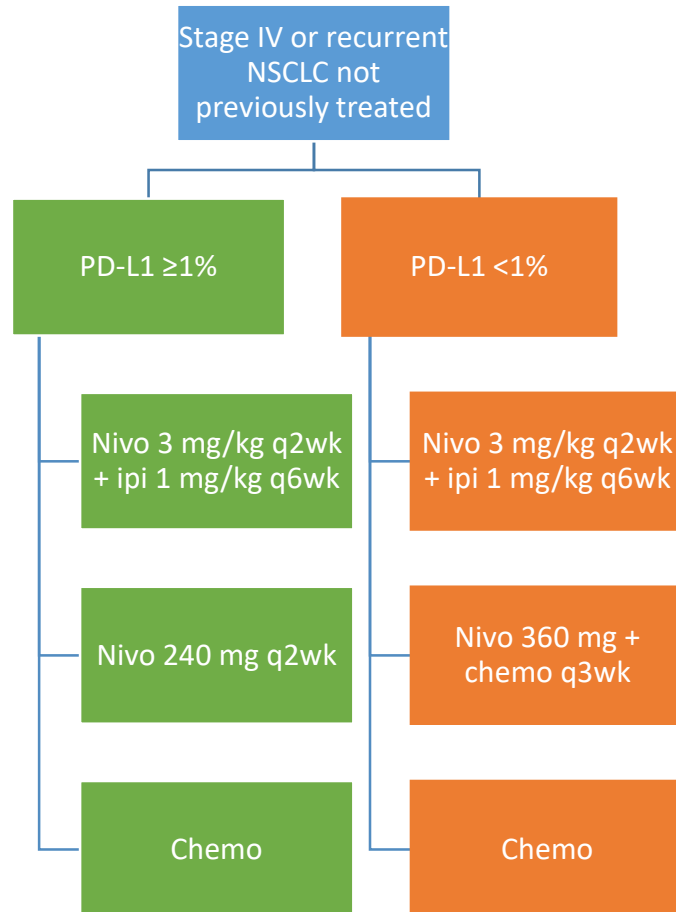 Stage IV or recurrent
NSCLC not
previously treated
PD-L1 ≥1%
PD-L1 <1%
Nivo 3 mg/kg q2wk
+ ipi 1 mg/kg q6wk
Nivo 3 mg/kg q2wk
+ ipi 1 mg/kg q6wk
Nivo 240 mg q2wk
Nivo 360 mg +
chemo q3wk
Chemo
Chemo